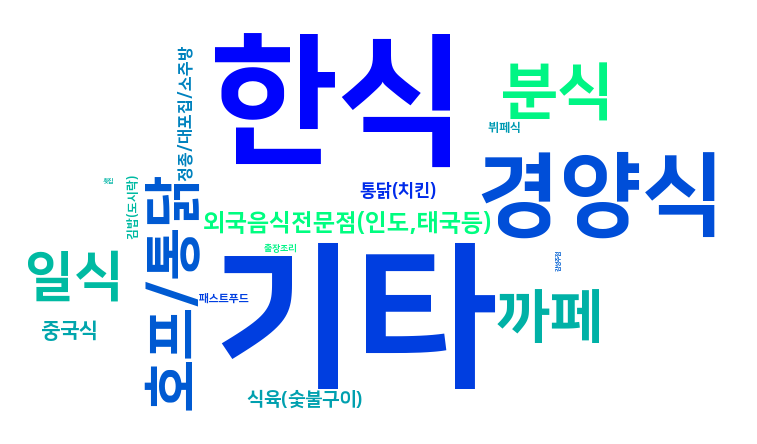 한식
분식
정종/대포집/소주방
뷔페식
경양식
통닭(치킨)
김밥(도시락)
외국음식전문점(인도,태국등)
호프/통닭
출장조리
일식
기타
까페
패스트푸드
중국식
식육(숯불구이)